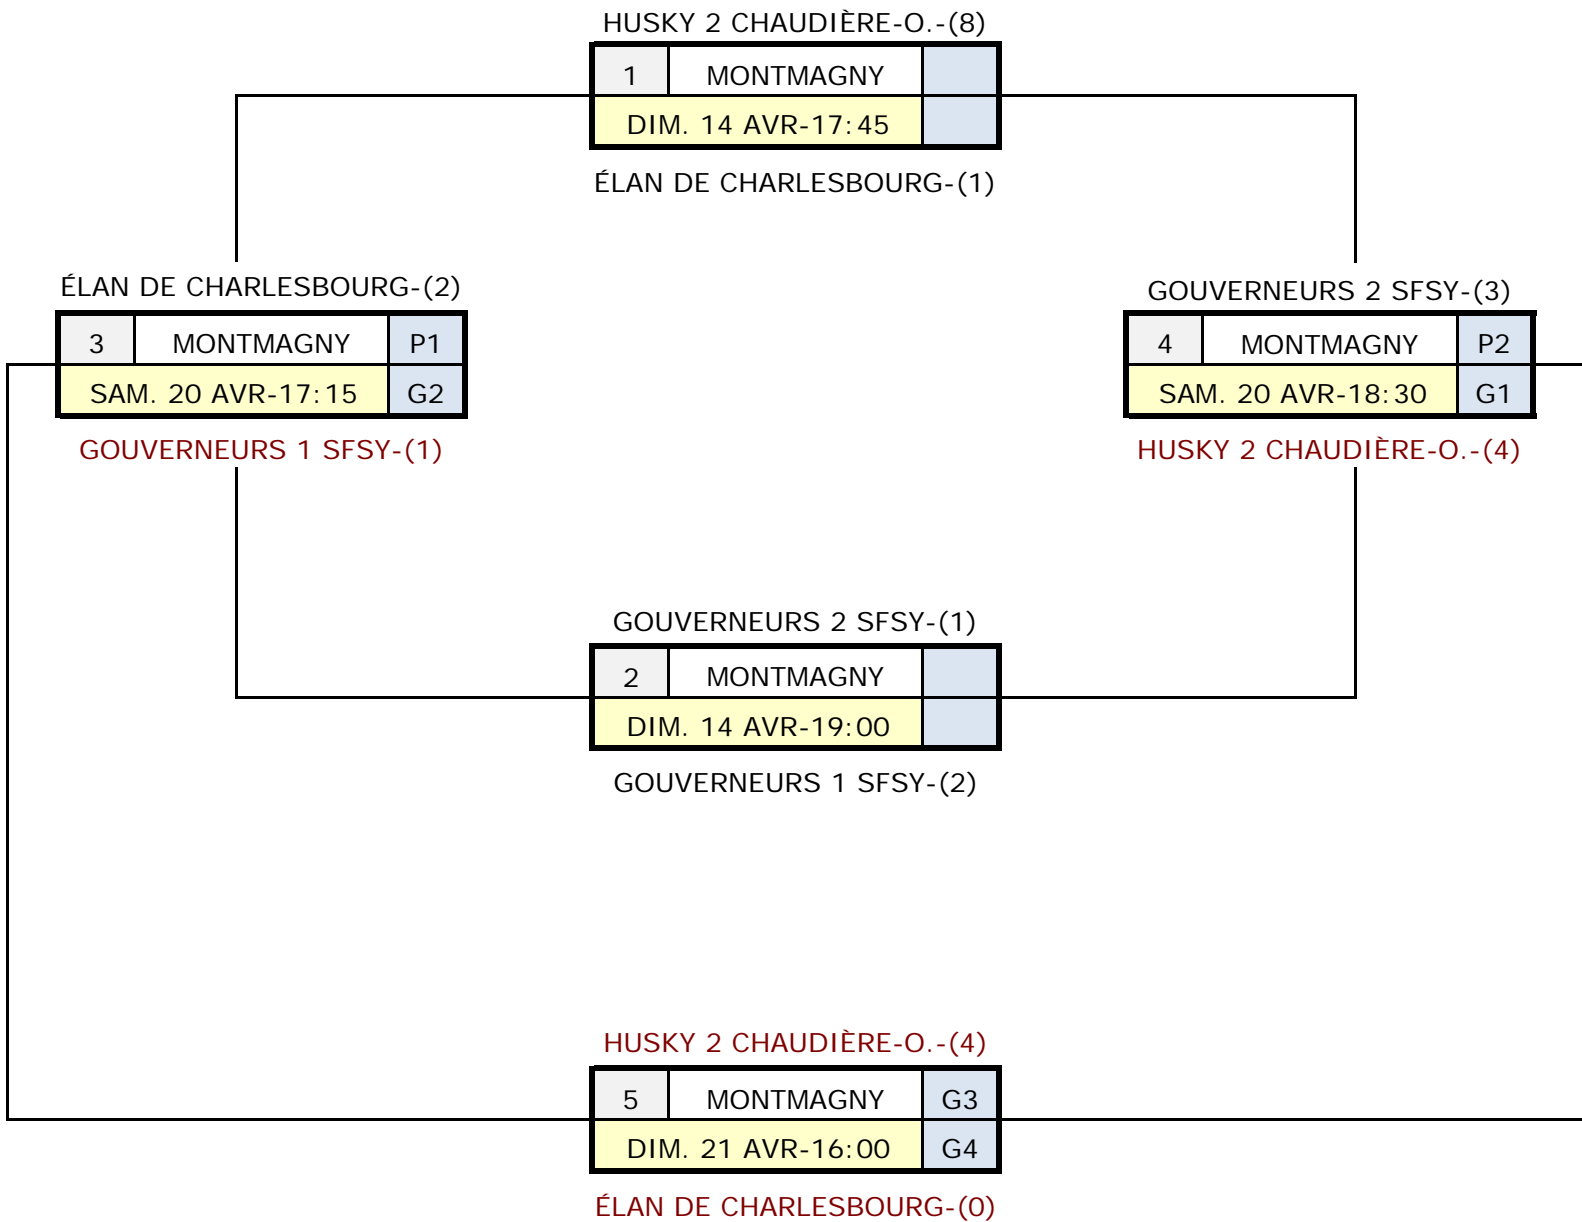 HUSKY 2 CHAUDIÈRE-O.-(8)
1 MONTMAGNY
DIM. 14 AVR-17:45
ÉLAN DE CHARLESBOURG-(1)
ÉLAN DE CHARLESBOURG-(2)
3 MONTMAGNY P1
SAM. 20 AVR-17:15 G2
GOUVERNEURS 1 SFSY-(1)
GOUVERNEURS 2 SFSY-(3)
4 MONTMAGNY P2
SAM. 20 AVR-18:30 G1
HUSKY 2 CHAUDIÈRE-O.-(4)
GOUVERNEURS 2 SFSY-(1)
2 MONTMAGNY
DIM. 14 AVR-19:00
GOUVERNEURS 1 SFSY-(2)
HUSKY 2 CHAUDIÈRE-O.-(4)
5 MONTMAGNY G3
DIM. 21 AVR-16:00 G4
ÉLAN DE CHARLESBOURG-(0)